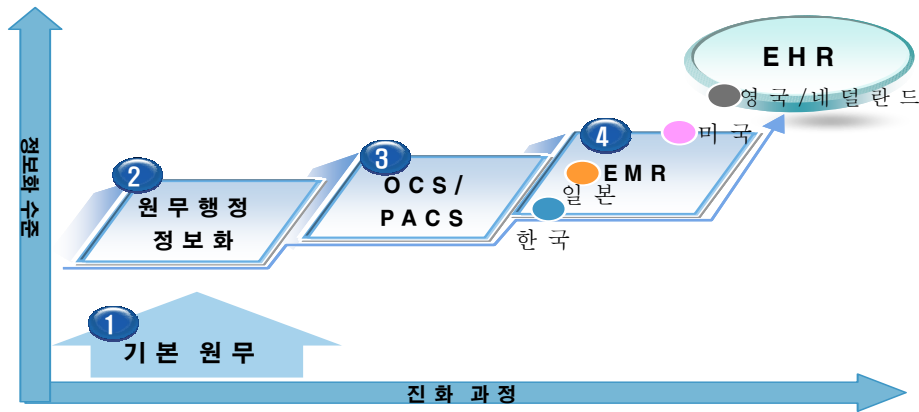 EHR
영국/네덜란드
4
미국
3
EMR
2
OCS/
PACS
일본
원무행정
정보화
한국
정보화 수준
1
기본 원무
진화 과정